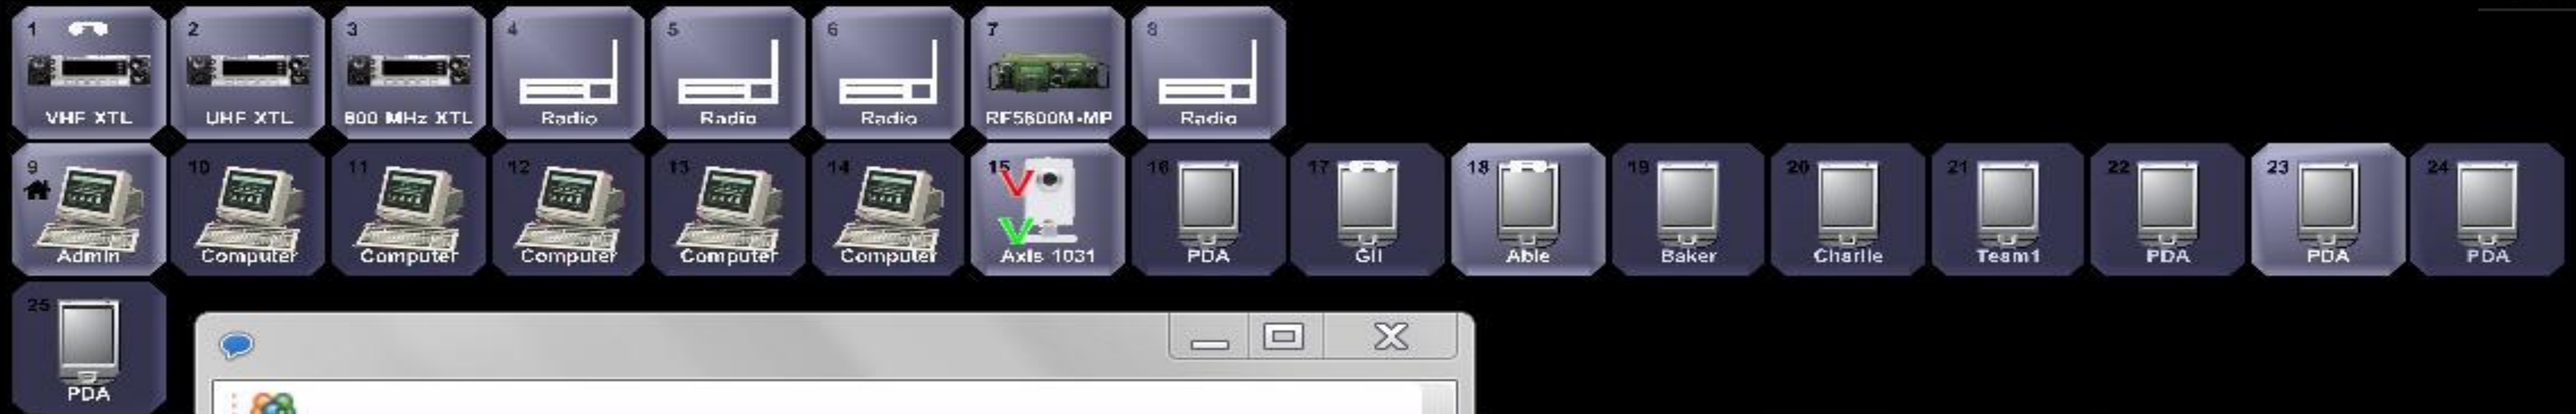 1 2 3 4 5 6 7 8
VHF XTL UHF XTL 800 MHz XTL Radio Radio Radio RF5800M-MP Radio
9 10 11 12 13 14 15 16 17 18 19 20 21 22 23 24
V
V
Admin Computer Computer Computer Computer Computer Axis 1031 PDA Gil Able Baker Charlie Team1 PDA PDA PDA
25
PDA